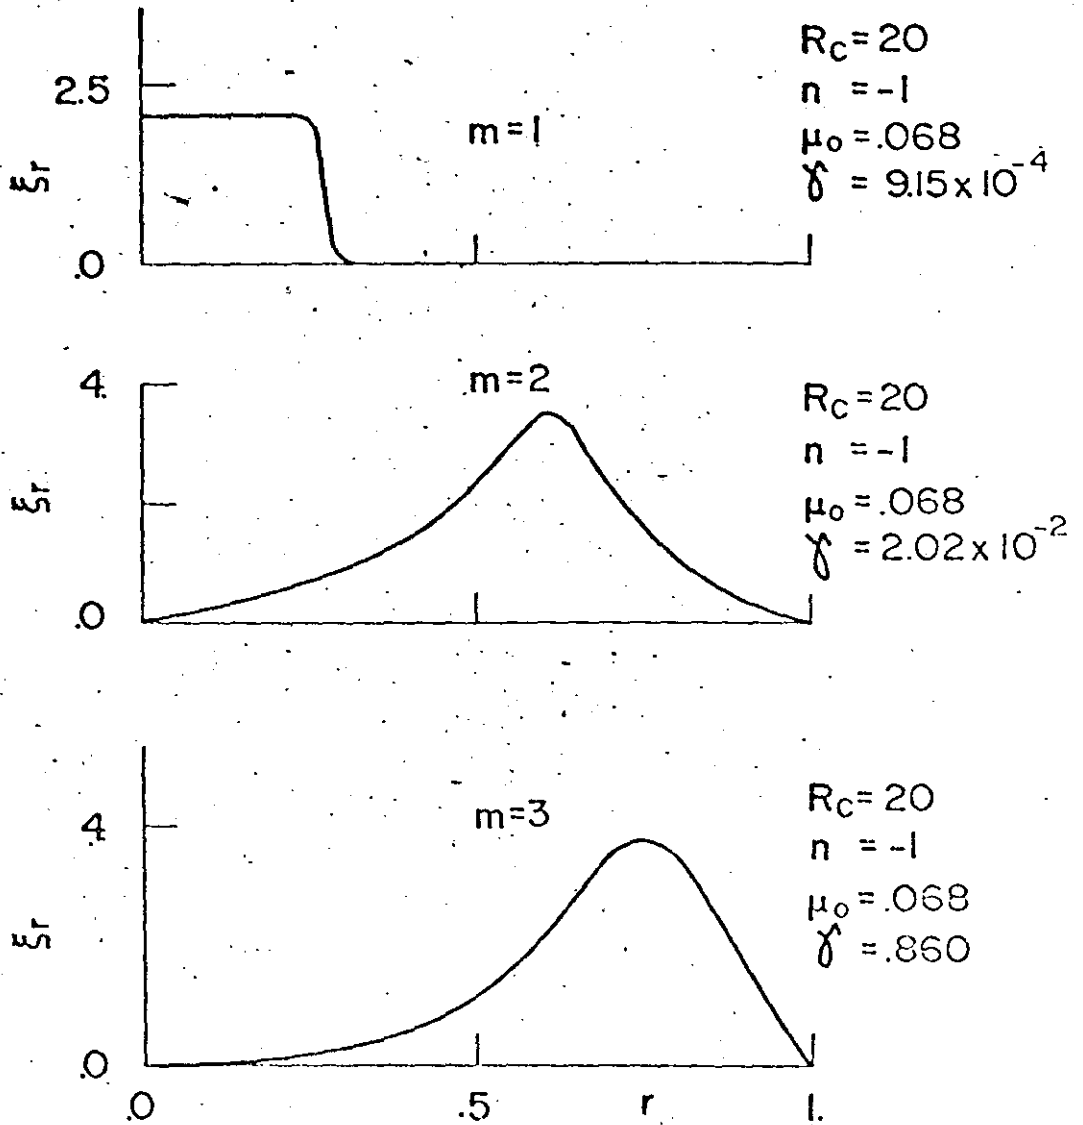 2.5
ξr
.0
m=1
Rc=20
n =-1
μo=.068
γ = 9.15x10-4
4.
ξr
.0
m=2
Rc=20
n =-1
μo=.068
γ =2.02x10-2
4
ξr
.0
m=3
Rc=20
n =-1
μo=.068
γ =.860
.0
.5
r
1.